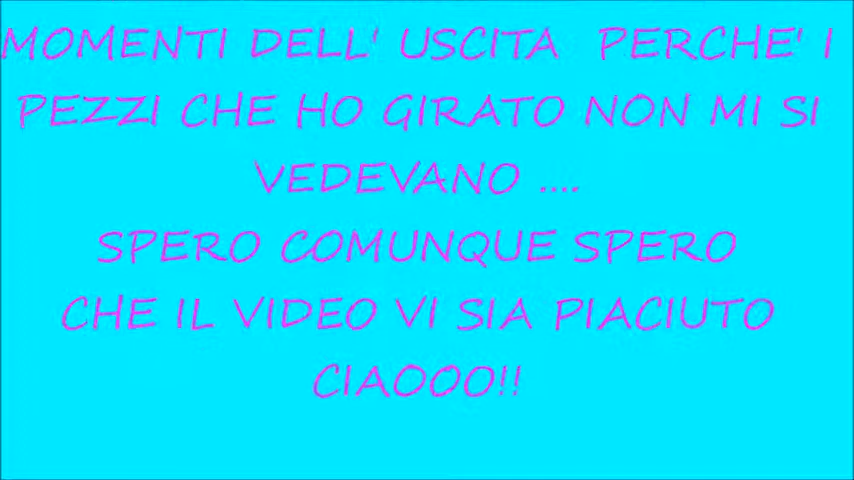 MOMENTI DELL' USCITA PERCHE' I
PEZZI CHE HO GIRATO NON MI SI
VEDEVANO ....
SPERO COMUNQUE SPERO
CHE IL VIDEO VI SIA PIACIUTO
CIAOOO!!